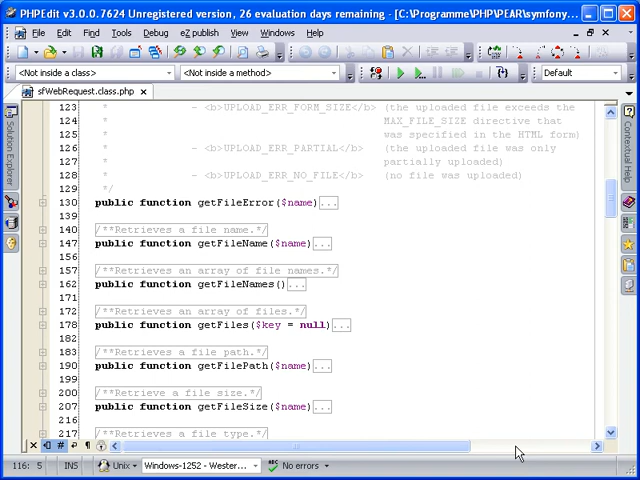 PHPEdit v3.0.0.7624 Unregistered version, 26 evaluation days remaining - [C:\Programme\PHP\PEAR\symfony...
File Edit Find Tools Debug eZ publish View Windows Help
<Not inside a class> <Not inside a method> Default
sfWebRequest.class.php
Solution Explorer
Contextual Help
123 * - <b>UPLOAD_ERR_FORM_SIZE</b> (the uploaded file exceeds the
124 * MAX_FILE_SIZE directive that
125 * was specified in the HTML form)
126 * - <b>UPLOAD_ERR_PARTIAL</b> (the uploaded file was only
127 * partially uploaded)
128 * - <b>UPLOAD_ERR_NO_FILE</b> (no file was uploaded)
129 */
130 public function getFileError($name)...
139
140 /**Retrieves a file name.*/
147 public function getFileName($name)...
156
157 /**Retrieves an array of file names.*/
162 public function getFileNames()...
171
172 /**Retrieves an array of files.*/
178 public function getFiles($key = null)...
182
183 /**Retrieves a file path.*/
190 public function getFilePath($name)...
199
200 /**Retrieve a file size.*/
207 public function getFileSize($name)...
216
217 /**Retrieves a file type.*/
116: 5 INS Unix Windows-1252 - Wester... No errors